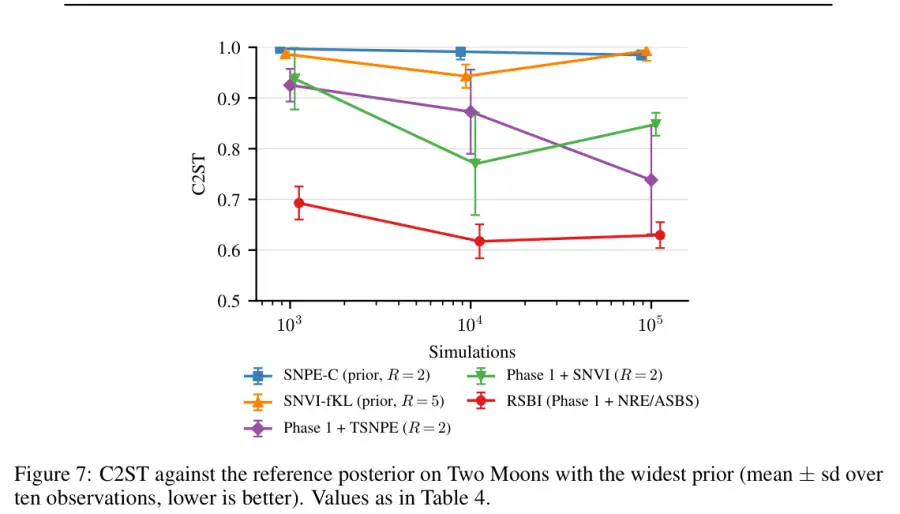 1.0
0.9
0.8
0.7
0.6
0.5
C2ST
10³
10⁴
10⁵
Simulations
SNPE-C (prior, R = 2)
SNVI-fKL (prior, R = 5)
Phase 1 + TSNPE (R = 2)
Phase 1 + SNVI (R = 2)
RSBI (Phase 1 + NRE/ASBS)
Figure 7: C2ST against the reference posterior on Two Moons with the widest prior (mean ± sd over
ten observations, lower is better). Values as in Table 4.